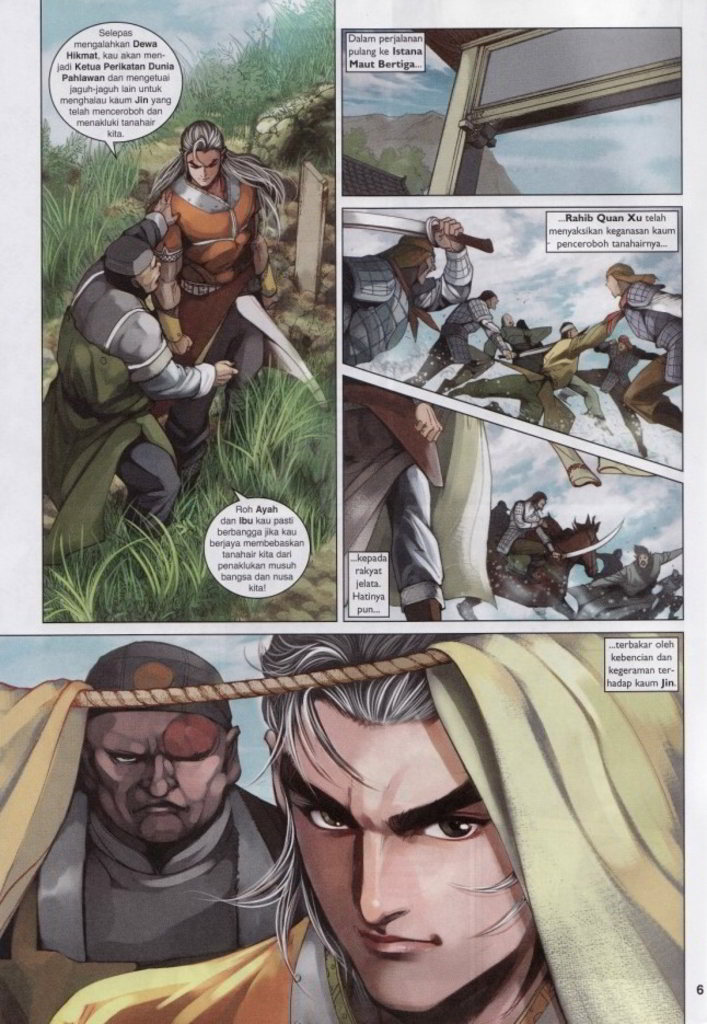 Selepas
mengalahkan Dewa
Hikmat, kau akan men-
jadi Ketua Perikatan Dunia
Pahlawan dan mengetuai
jaguh-jaguh lain untuk
menghalau kaum Jin yang
telah menceroboh dan
menakluki tanahair
kita.
Roh Ayah
dan Ibu kau pasti
berbangga jika kau
berjaya membebaskan
tanahair kita dari
penaklukan musuh
bangsa dan nusa
kita!
Dalam perjalanan
pulang ke Istana
Maut Bertiga...
...Rahib Quan Xu telah
menyaksikan keganasan kaum
penceroboh tanahairnya...
...kepada
rakyat
jelata.
Hatinya
pun...
...terbakar oleh
kebencian dan
kegeraman ter-
hadap kaum Jin.
6